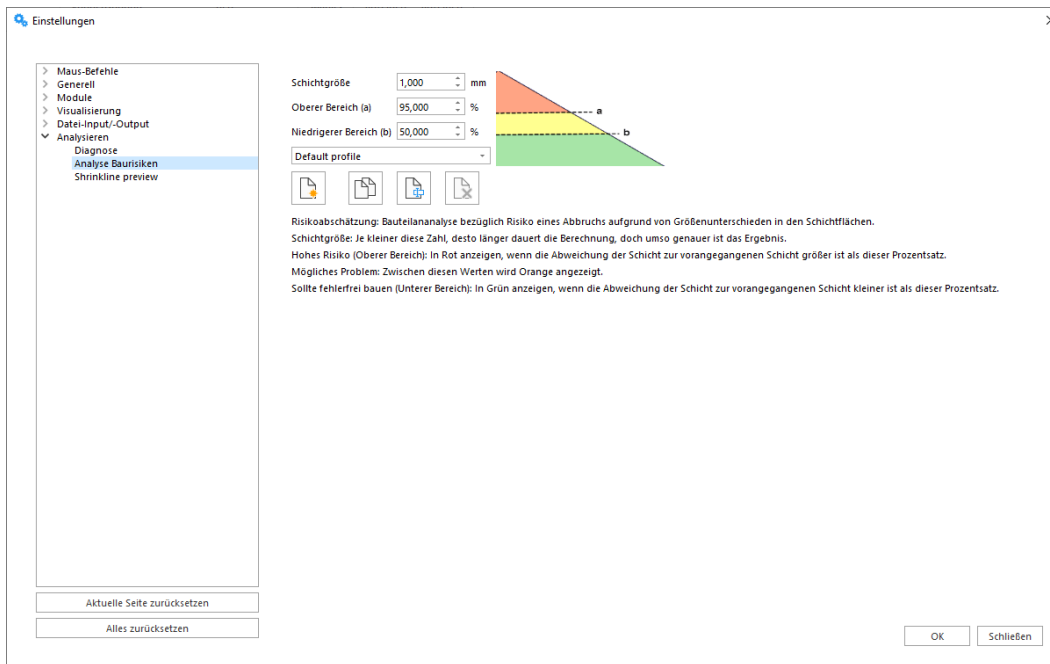 Einstellungen
Maus-Befehle
Generell
Module
Visualisierung
Datei-Input/-Output
Analysieren
Diagnose
Analyse Baurisiken
Shrinkline preview
Aktuelle Seite zurücksetzen
Alles zurücksetzen
Schichtgröße 1,000 mm
Oberer Bereich (a) 95,000 %
Niedrigerer Bereich (b) 50,000 %
a
b
Default profile
Risikoabschätzung: Bauteilananalyse bezüglich Risiko eines Abbruchs aufgrund von Größenunterschieden in den Schichtflächen.
Schichtgröße: Je kleiner diese Zahl, desto länger dauert die Berechnung, doch umso genauer ist das Ergebnis.
Hohes Risiko (Oberer Bereich): In Rot anzeigen, wenn die Abweichung der Schicht zur vorangegangenen Schicht größer ist als dieser Prozentsatz.
Mögliches Problem: Zwischen diesen Werten wird Orange angezeigt.
Sollte fehlerfrei bauen (Unterer Bereich): In Grün anzeigen, wenn die Abweichung der Schicht zur vorangegangenen Schicht kleiner ist als dieser Prozentsatz.
OK
Schließen